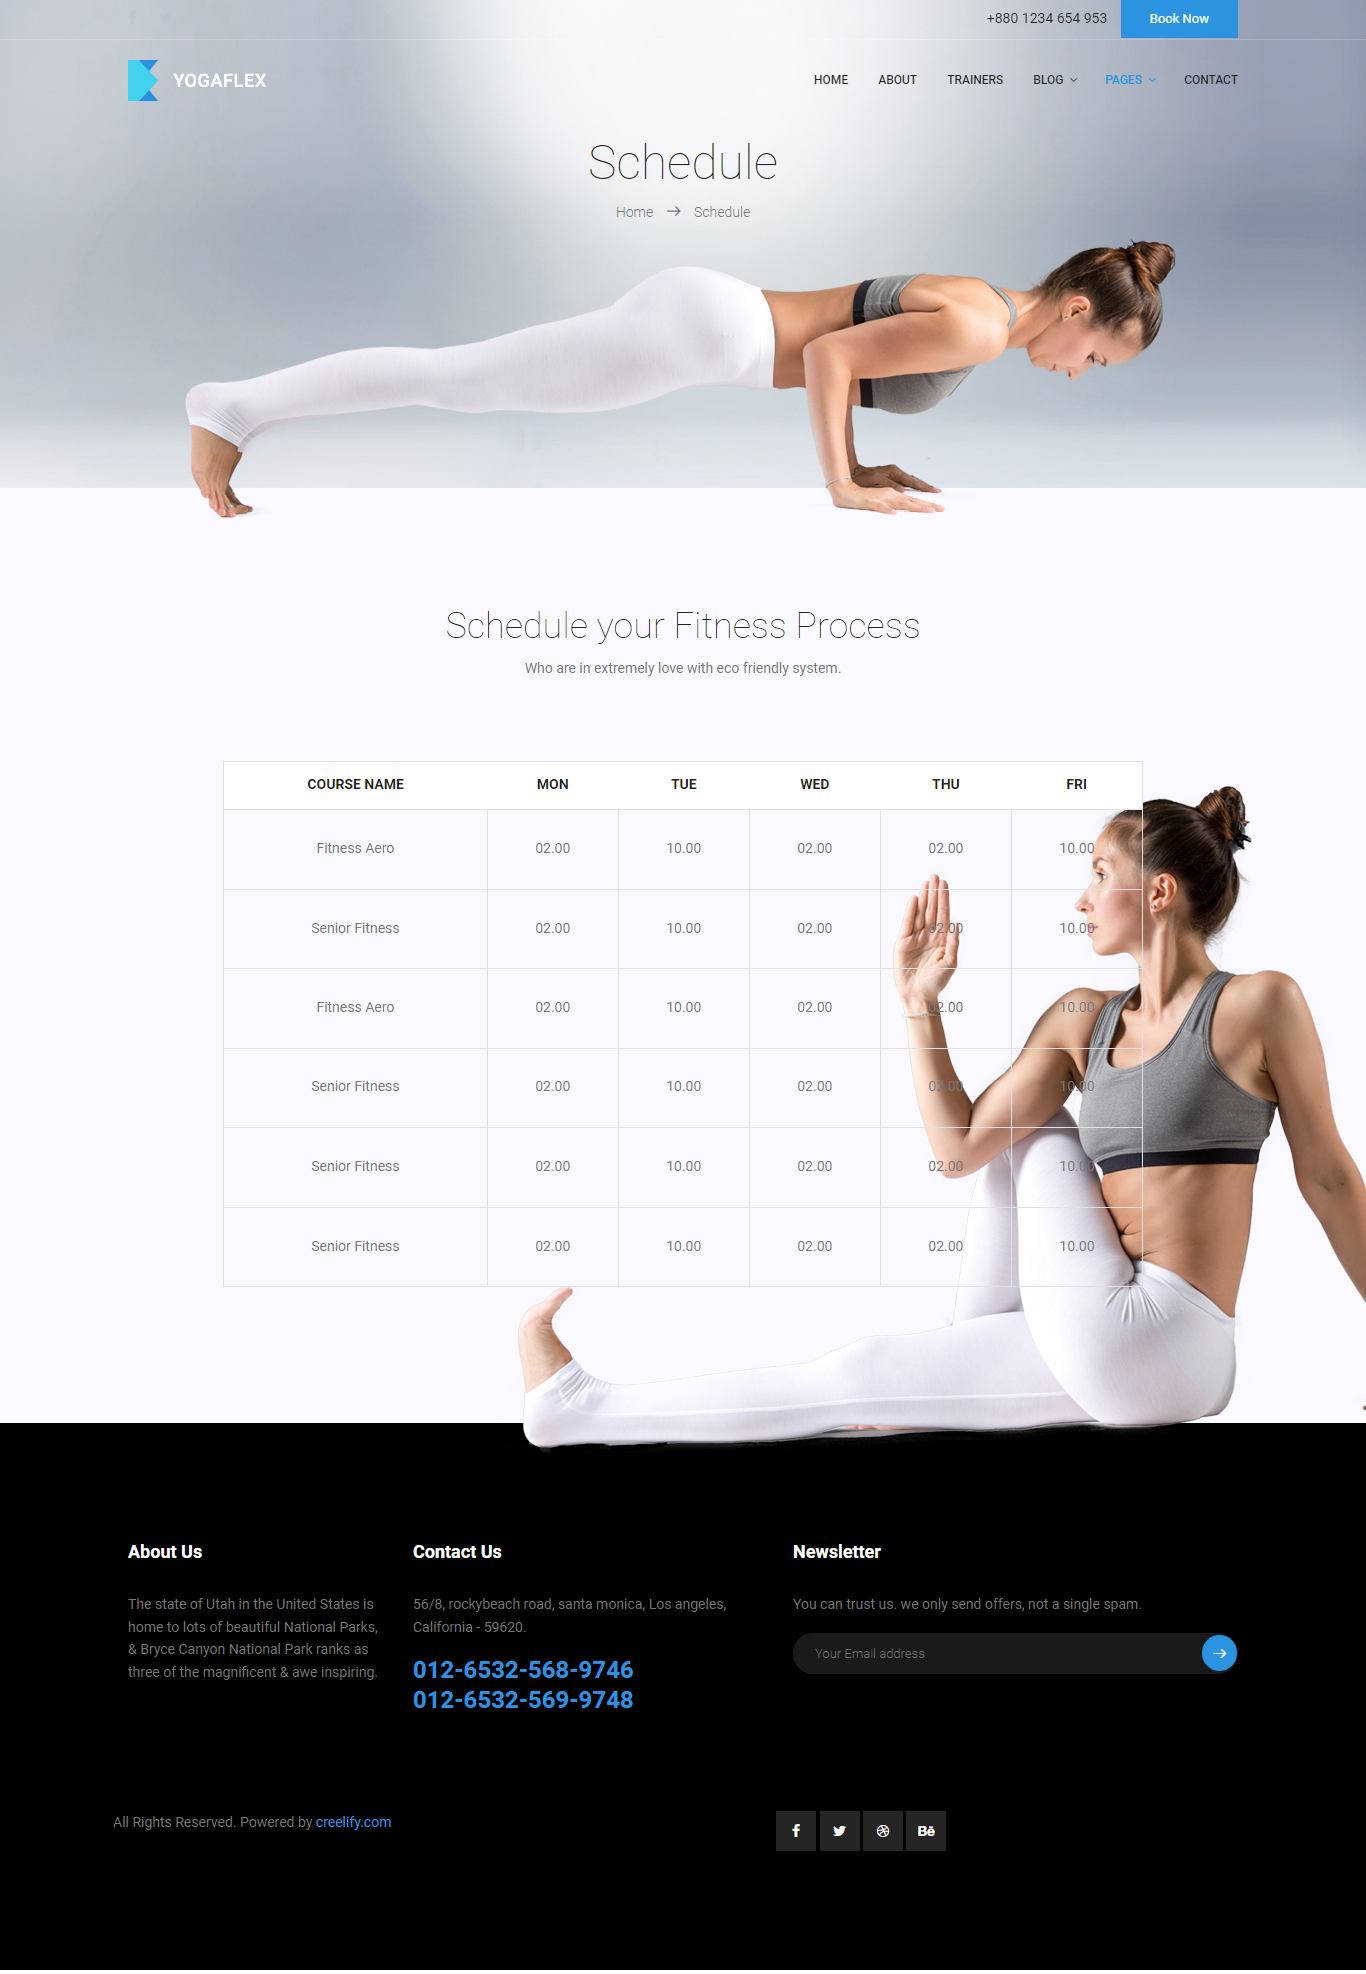 +880 1234 654 953
Book Now
YOGAFLEX
HOME ABOUT TRAINERS BLOG PAGES CONTACT
Schedule
Home → Schedule
Schedule your Fitness Process
Who are in extremely love with eco friendly system.
COURSE NAME MON TUE WED THU FRI
Fitness Aero 02.00 10.00 02.00 02.00 10.00
Senior Fitness 02.00 10.00 02.00 02.00 10.00
Fitness Aero 02.00 10.00 02.00 02.00 10.00
Senior Fitness 02.00 10.00 02.00 02.00 10.00
Senior Fitness 02.00 10.00 02.00 02.00 10.00
Senior Fitness 02.00 10.00 02.00 02.00 10.00
About Us
The state of Utah in the United States is
home to lots of beautiful National Parks,
& Bryce Canyon National Park ranks as
three of the magnificent & awe inspiring.
Contact Us
56/8, rockybeach road, santa monica, Los angeles,
California - 59620.
012-6532-568-9746
012-6532-569-9748
Newsletter
You can trust us. we only send offers, not a single spam.
Your Email address
All Rights Reserved. Powered by creelify.com